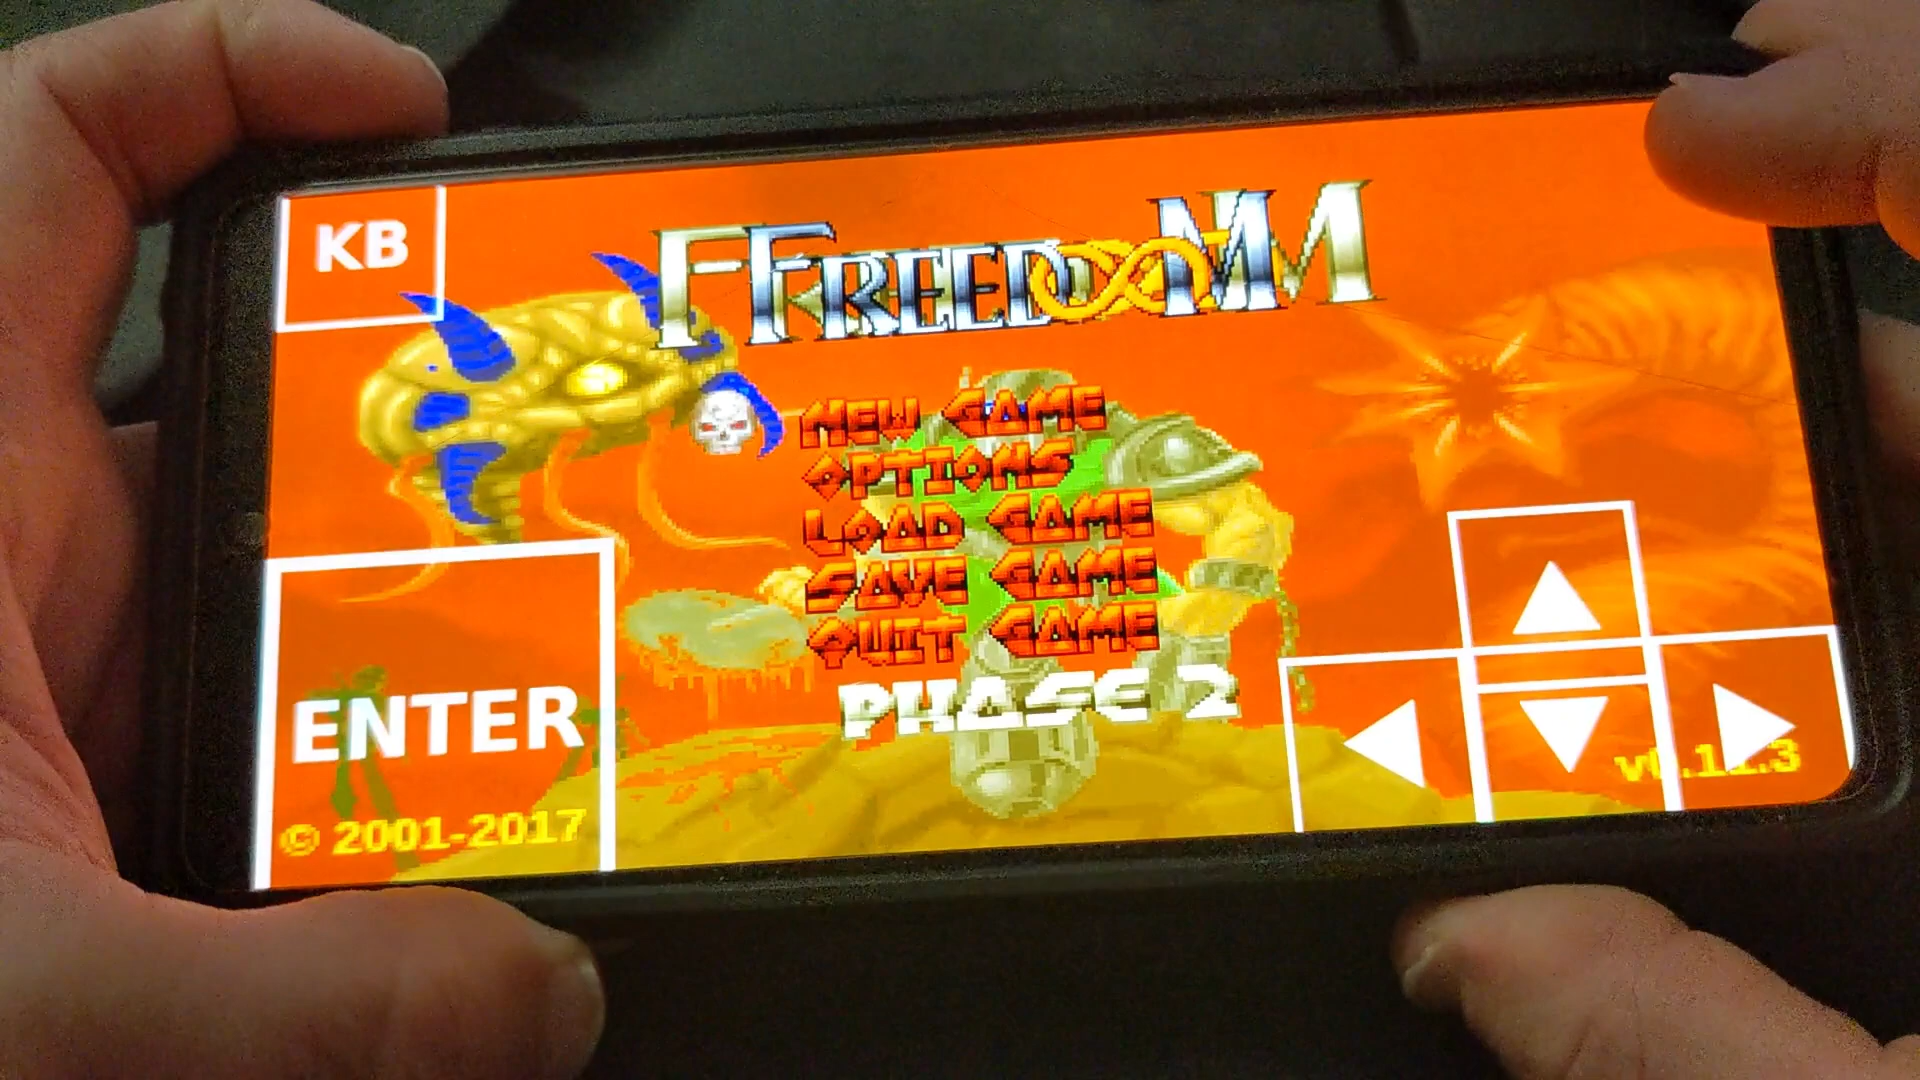 KB
FREEDOOM
NEW GAME
OPTIONS
LOAD GAME
SAVE GAME
QUIT GAME
PHASE 2
ENTER
© 2001-2017